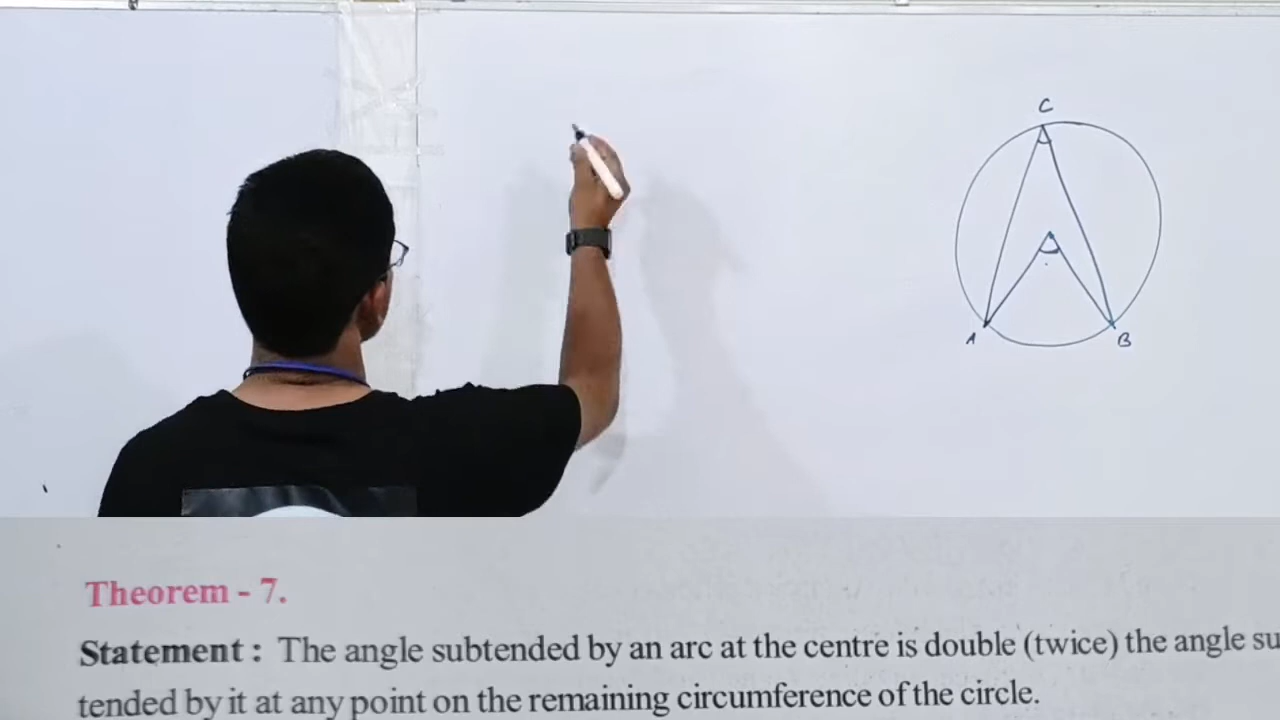 C
A
B
Theorem - 7.
Statement : The angle subtended by an arc at the centre is double (twice) the angle su
tended by it at any point on the remaining circumference of the circle.